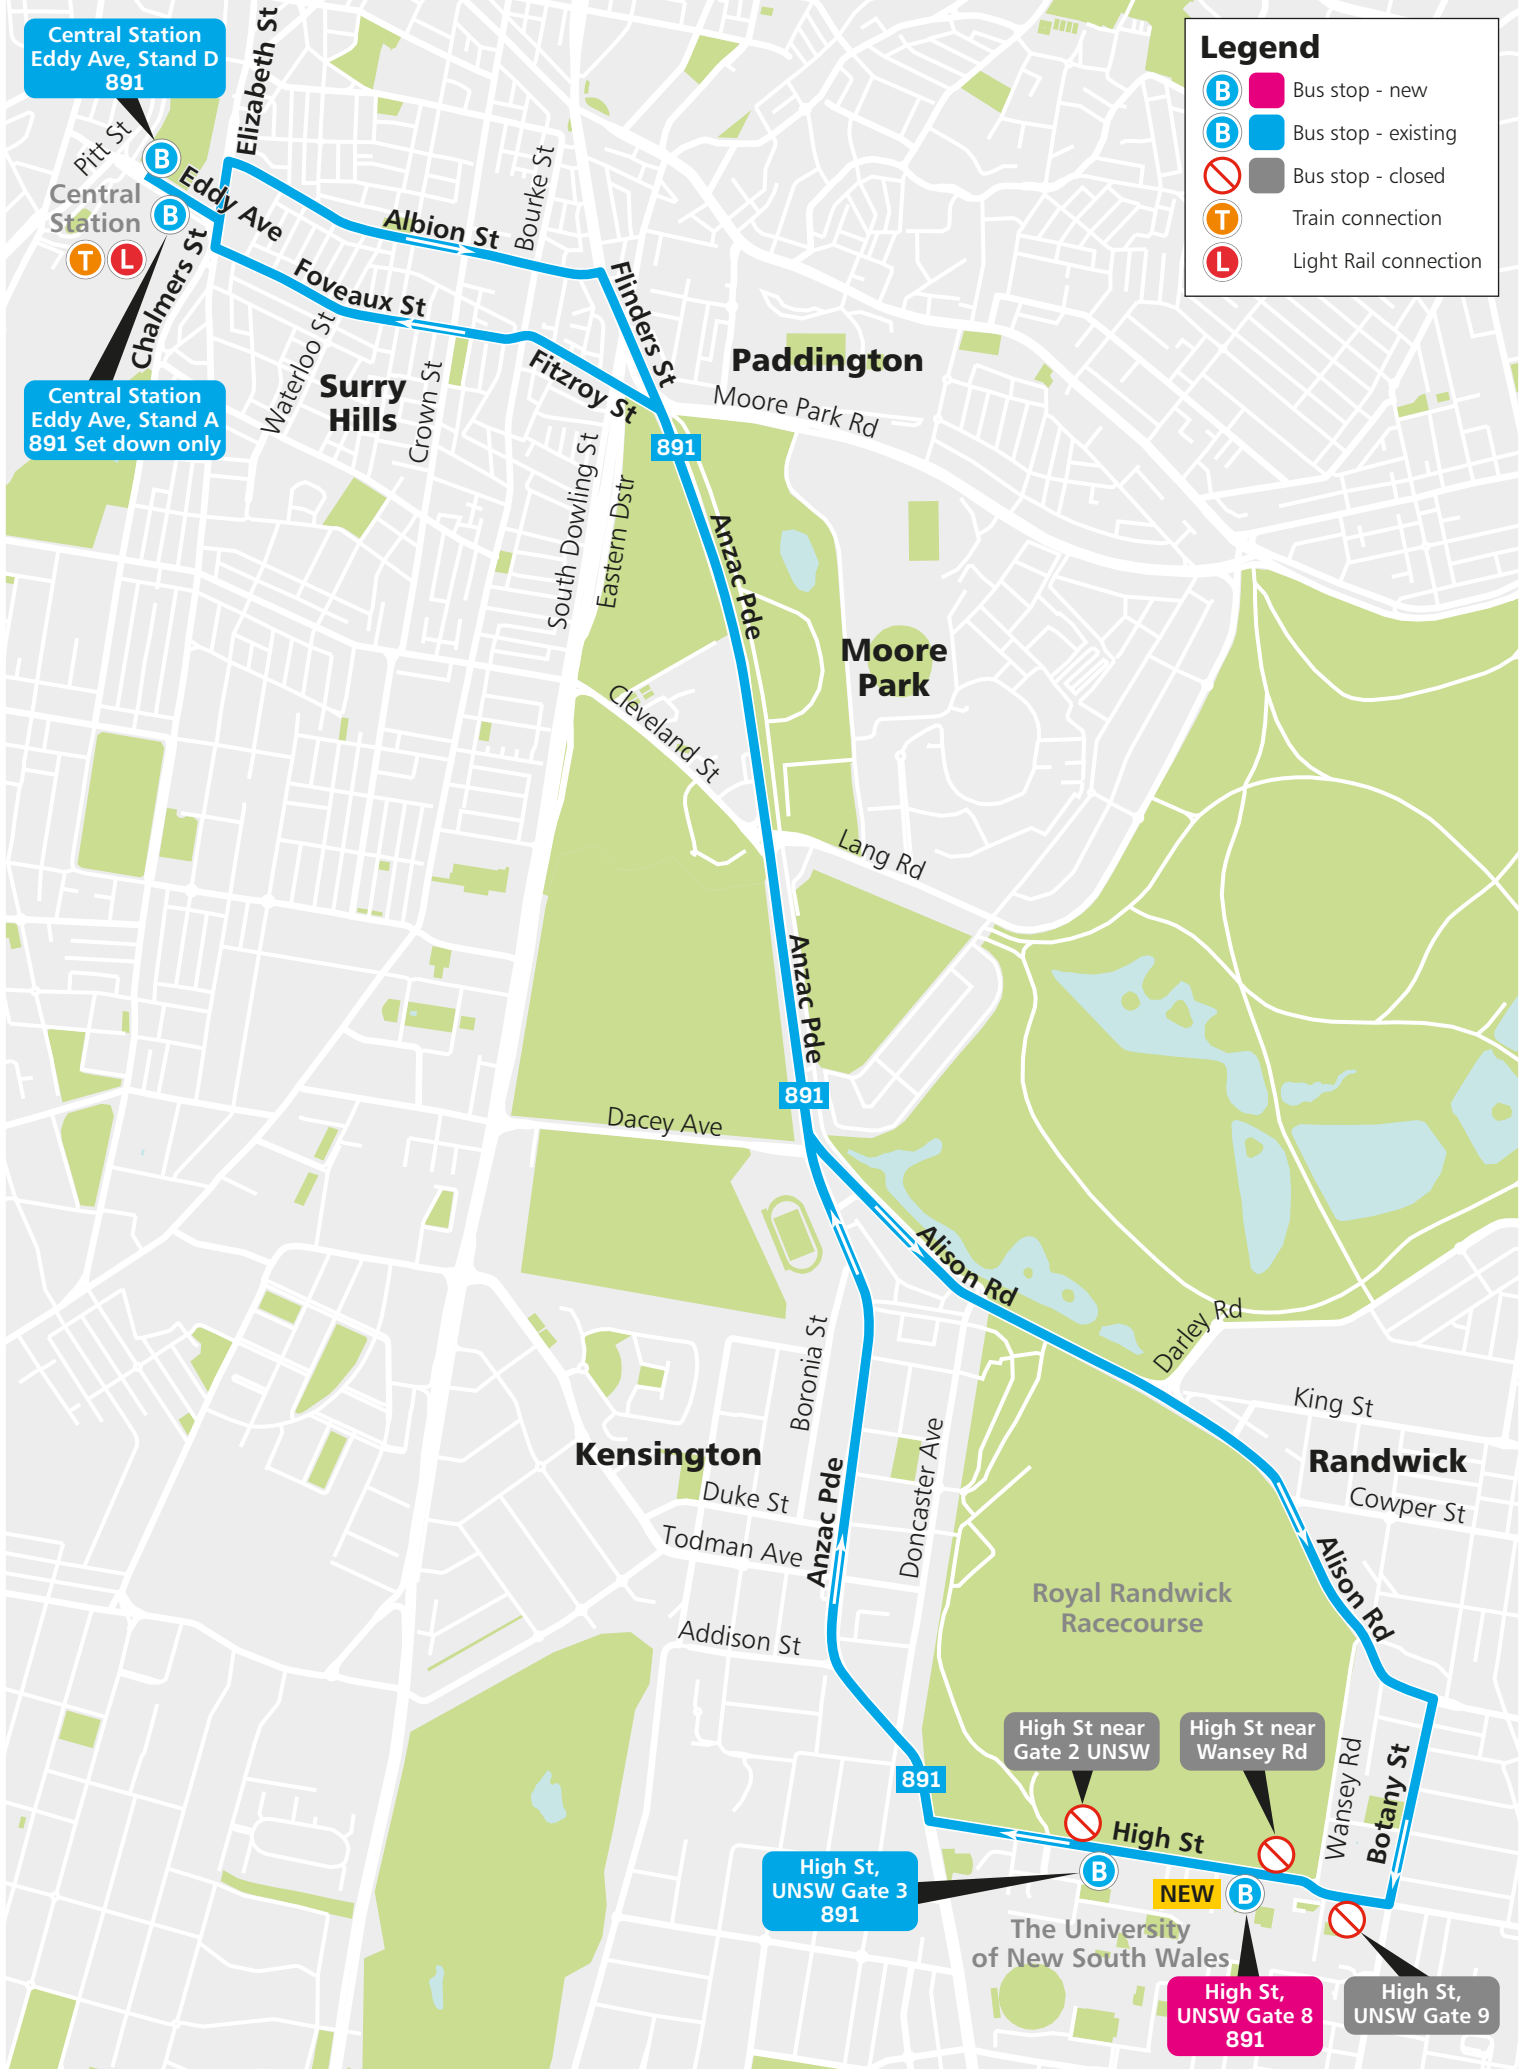 Central Station
Eddy Ave, Stand D
891
Elizabeth St
Legend
B
Bus stop - new
B
Bus stop - existing
Bus stop - closed
T
Train connection
L
Light Rail connection
Pitt St
B
Central
Station
B
T
L
Eddy Ave
Chalmers St
Albion St
Bourke St
Foveaux St
Flinders St
Fitzroy St
Waterloo St
Surry
Hills
Crown St
Central Station
Eddy Ave, Stand A
891 Set down only
Paddington
Moore Park Rd
891
South Dowling St
Eastern Dstr
Anzac Pde
Moore
Park
Cleveland St
Lang Rd
Anzac Pde
891
Dacey Ave
Alison Rd
Darley Rd
Boronia St
King St
Kensington
Randwick
Duke St
Cowper St
Doncaster Ave
Todman Ave
Anzac Pde
Alison Rd
Royal Randwick
Racecourse
Addison St
High St near
Gate 2 UNSW
High St near
Wansey Rd
Wansey Rd
Botany St
891
High St
High St,
UNSW Gate 3
891
B
NEW
B
The University
of New South Wales
High St,
UNSW Gate 8
891
High St,
UNSW Gate 9